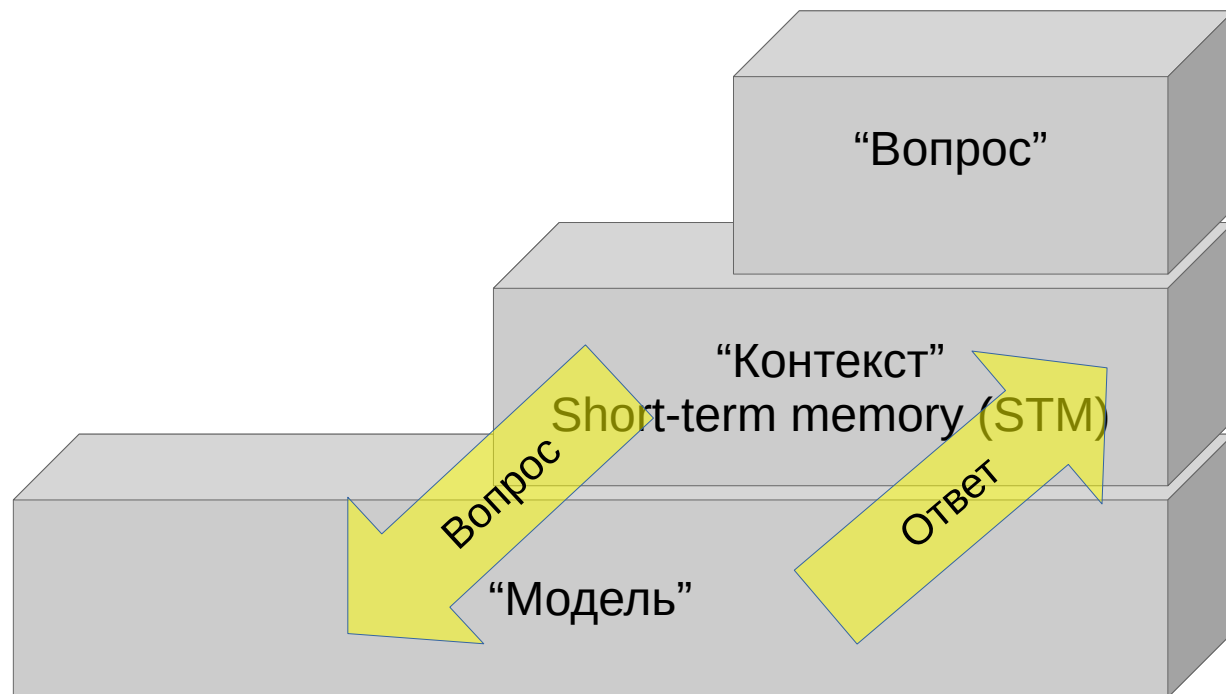 “Вопрос”
“Контекст”
Short-term memory (STM)
Вопрос
Ответ
“Модель”